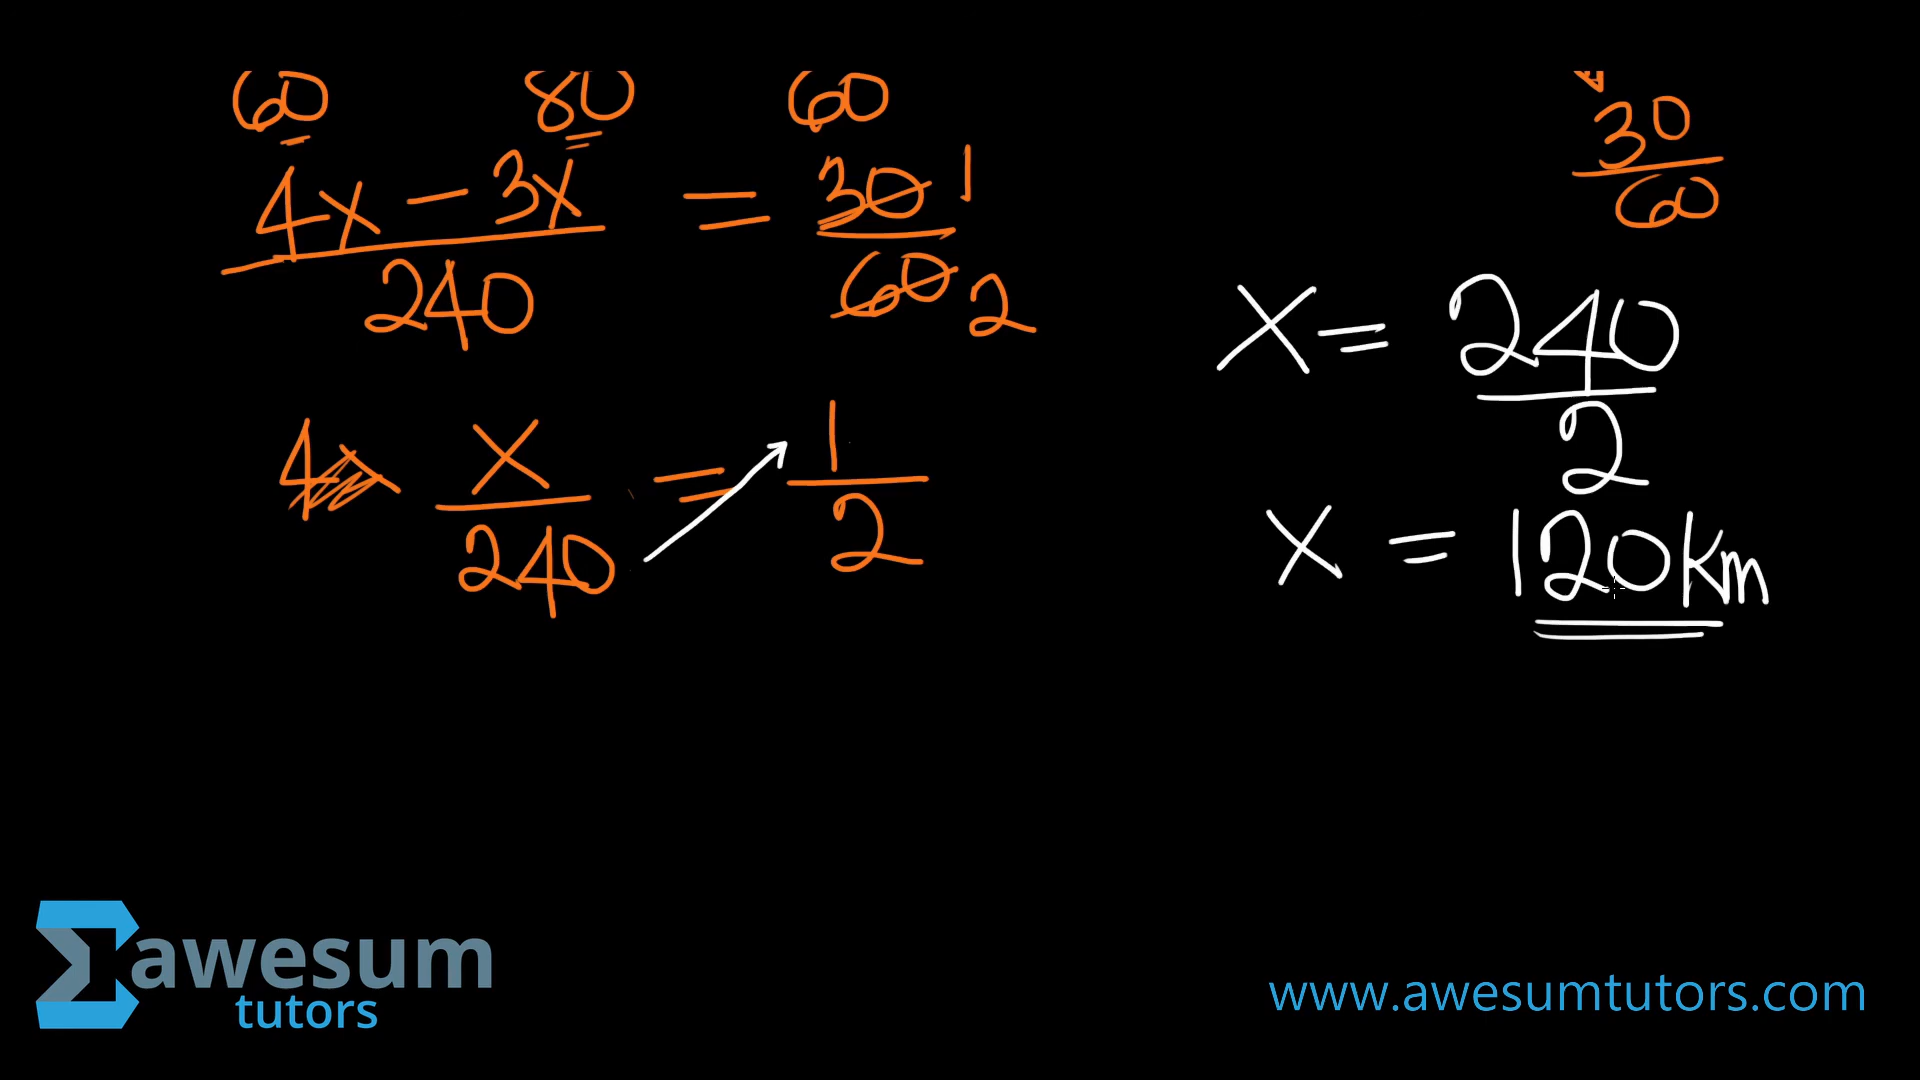 60 80 60
4x - 3x = 30 1
240 60 2
30
60
4x x = 1
240 2
x = 240
2
x = 120km
awesum
tutors
www.awesumtutors.com